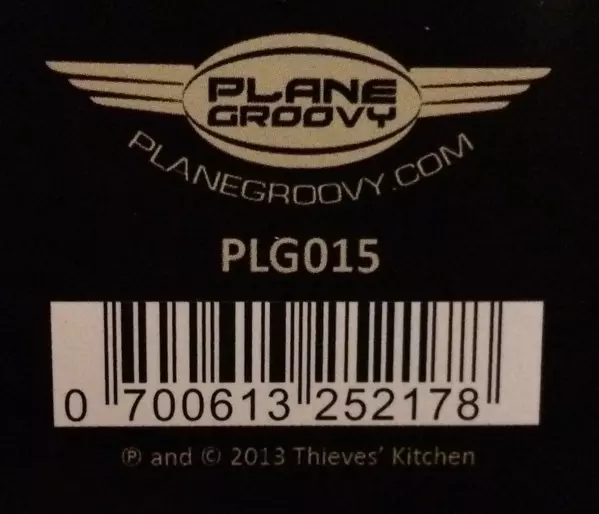 PLANE
GROOVY
PLANEGROOVY.COM
PLG015
0 700613 252178
℗ and © 2013 Thieves' Kitchen